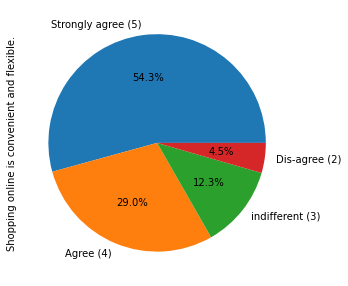 Strongly agree (5)
54.3%
Shopping online is convenient and flexible.
4.5%
Dis-agree (2)
12.3%
29.0%
indifferent (3)
Agree (4)